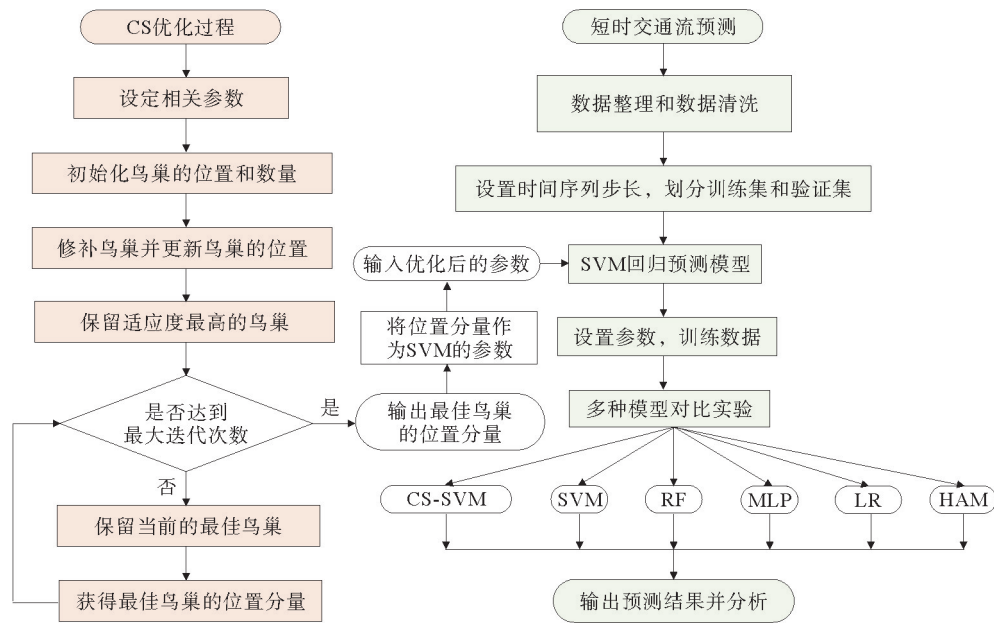 CS优化过程
设定相关参数
初始化鸟巢的位置和数量
修补鸟巢并更新鸟巢的位置
保留适应度最高的鸟巢
是否达到
最大迭代次数
是
否
保留当前的最佳鸟巢
获得最佳鸟巢的位置分量
输出最佳鸟巢
的位置分量
将位置分量作
为SVM的参数
输入优化后的参数
短时交通流预测
数据整理和数据清洗
设置时间序列步长，划分训练集和验证集
SVM回归预测模型
设置参数，训练数据
多种模型对比实验
CS-SVM
SVM
RF
MLP
LR
HAM
输出预测结果并分析